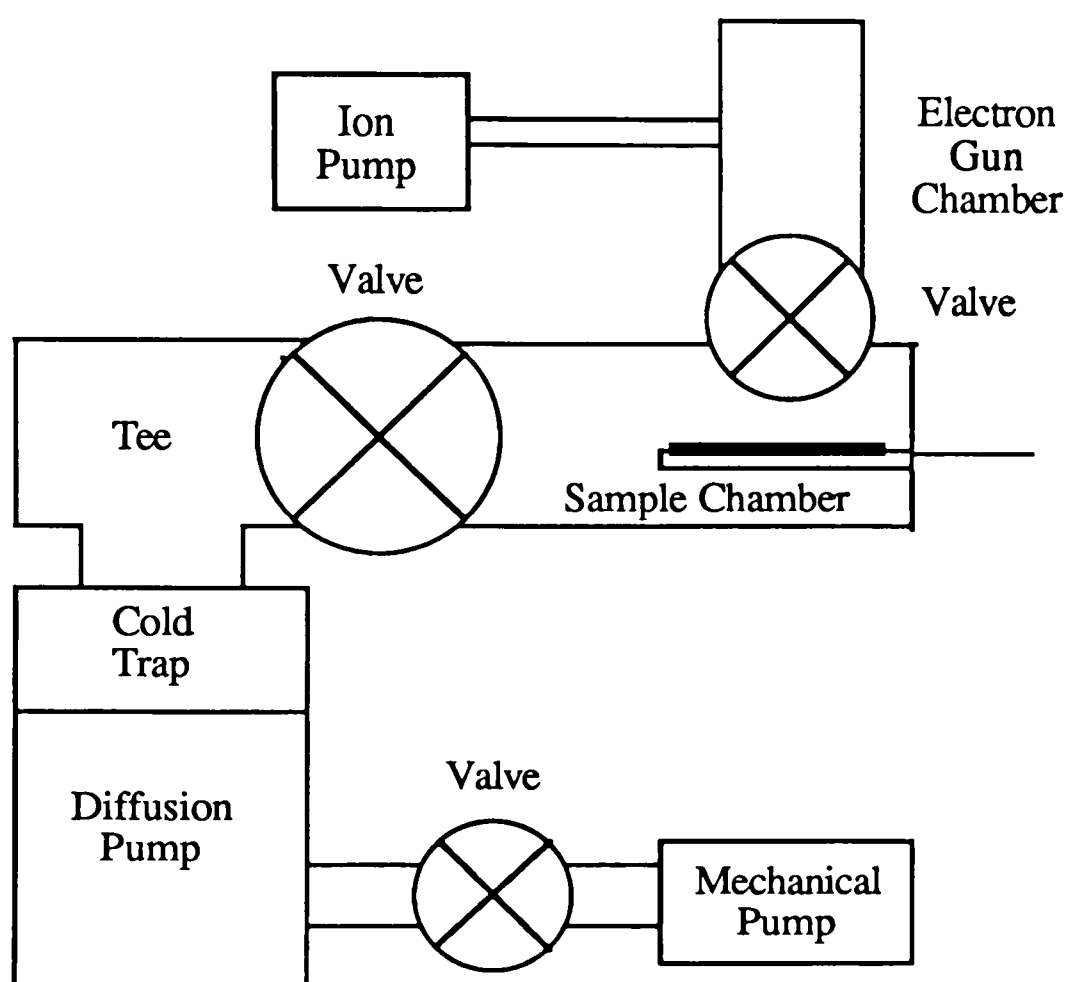 Ion
Pump
Electron
Gun
Chamber
Valve
Valve
Tee
Sample Chamber
Cold
Trap
Valve
Diffusion
Pump
Mechanical
Pump